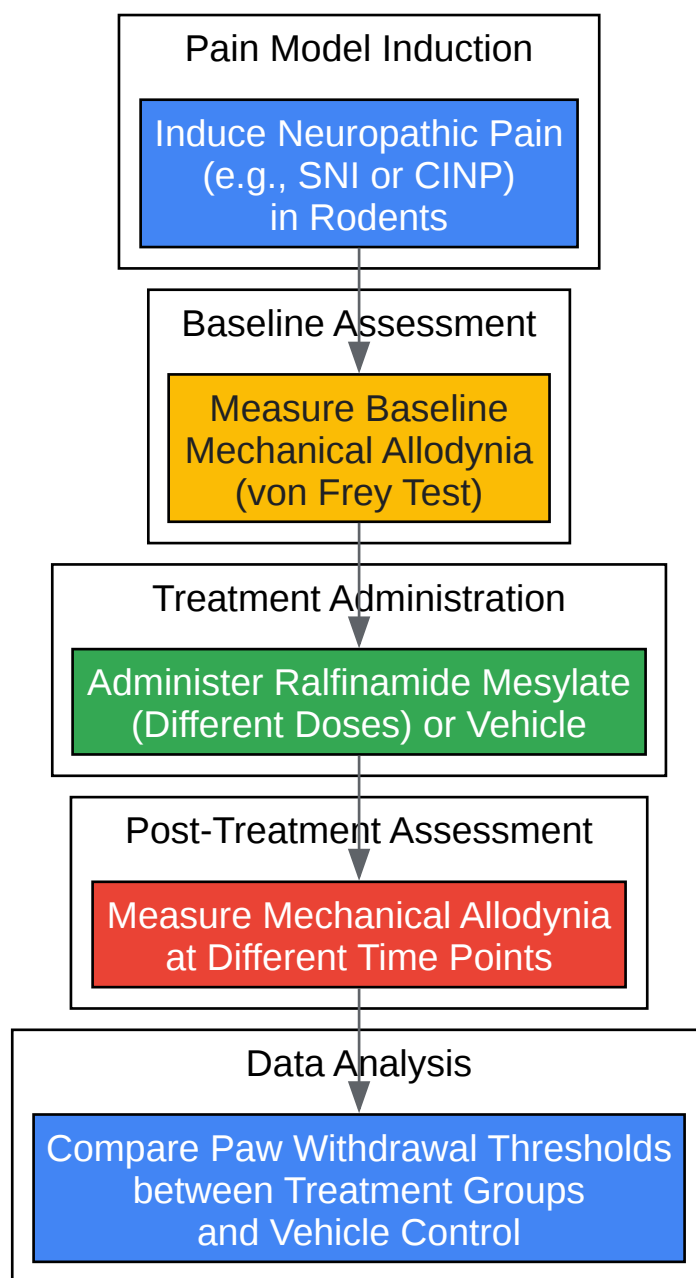 Pain Model Induction
Induce Neuropathic Pain
(e.g., SNI or CINP)
in Rodents
Baseline Assessment
Measure Baseline
Mechanical Allodynia
(von Frey Test)
Treatment Administration
Administer Ralfinamide Mesylate
(Different Doses) or Vehicle
Post-Treatment Assessment
Measure Mechanical Allodynia
at Different Time Points
Data Analysis
Compare Paw Withdrawal Thresholds
between Treatment Groups
and Vehicle Control